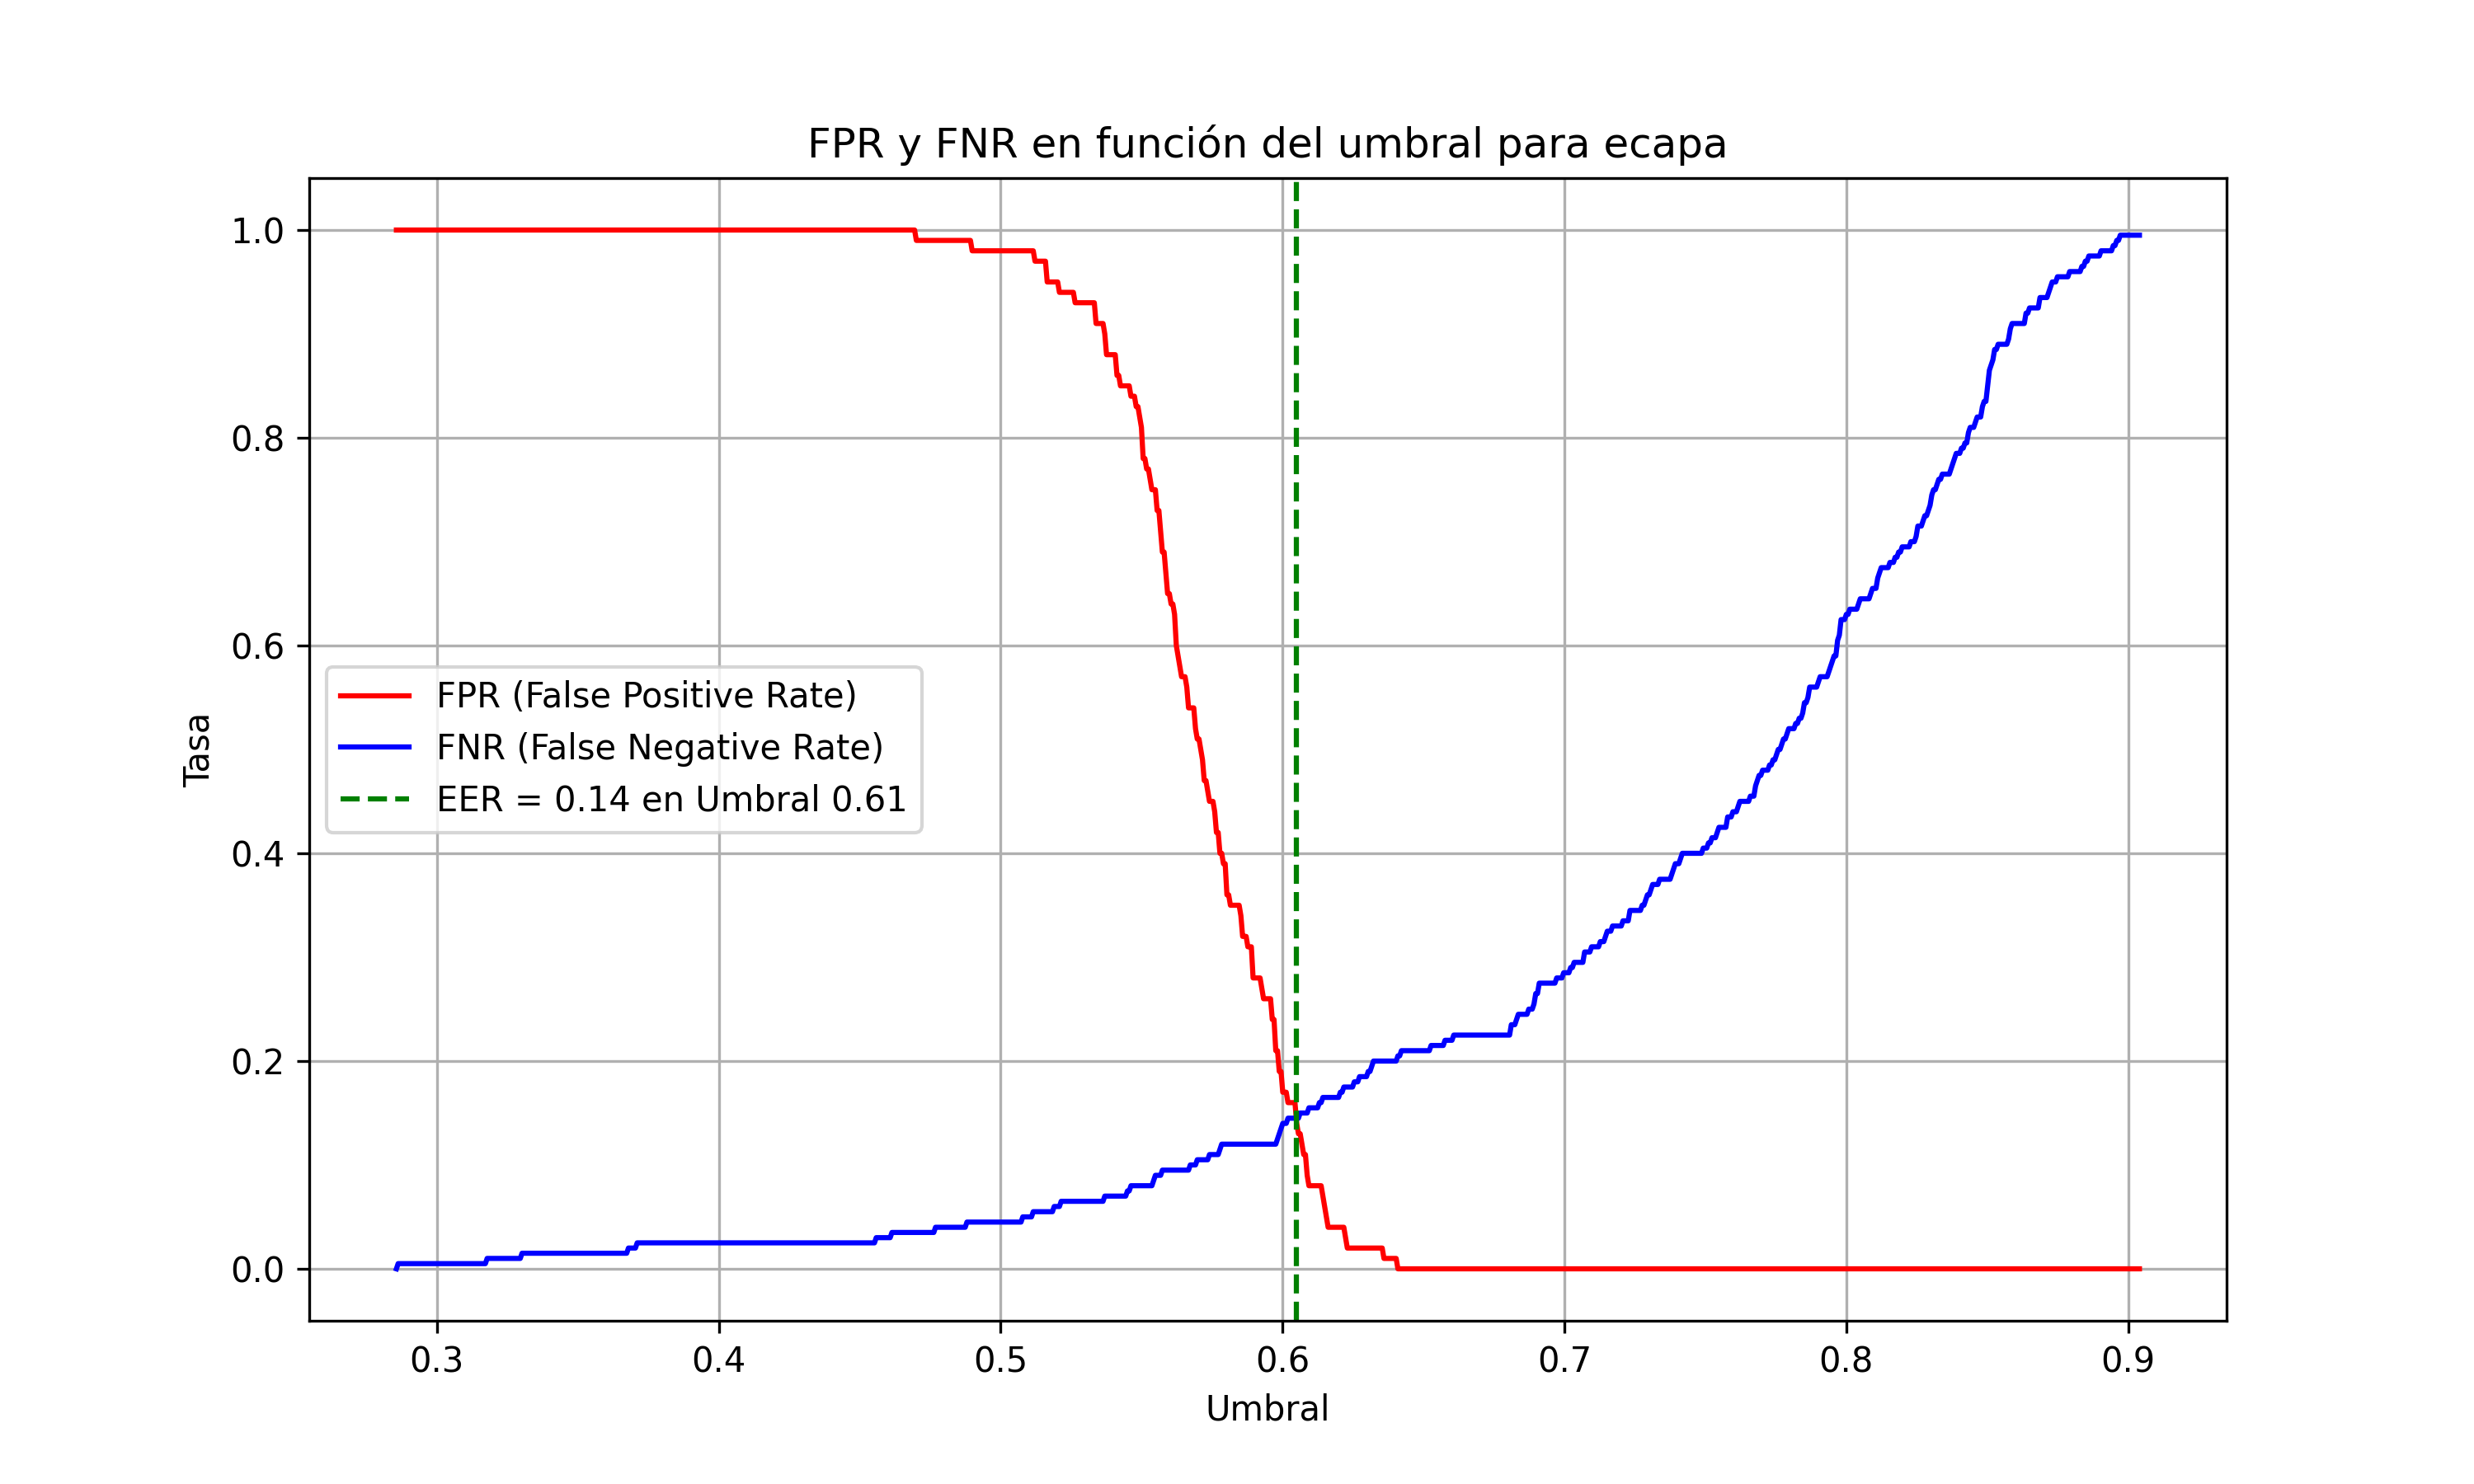 FPR y FNR en función del umbral para ecapa
1.0
0.8
0.6
0.4
0.2
0.0
Tasa
FPR (False Positive Rate)
FNR (False Negative Rate)
EER = 0.14 en Umbral 0.61
0.3 0.4 0.5 0.6 0.7 0.8 0.9
Umbral